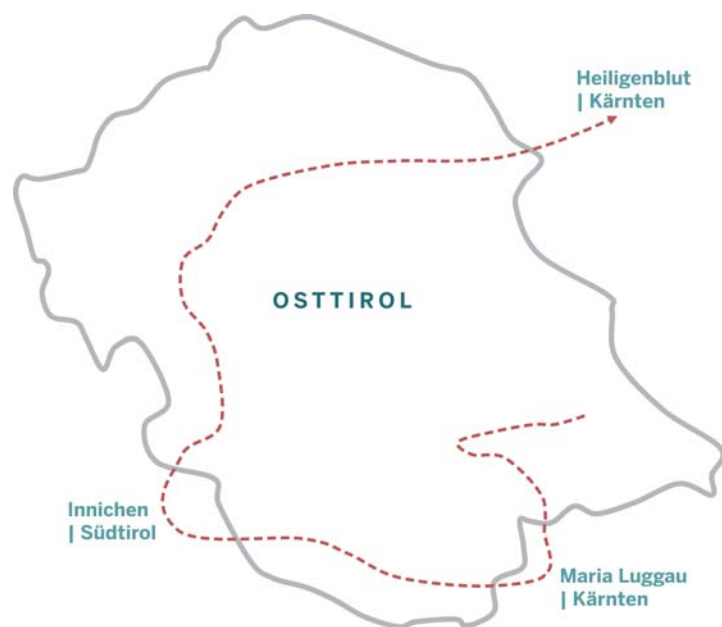 Heiligenblut
| Kärnten
OSTTIROL
Innichen
| Südtirol
Maria Luggau
| Kärnten